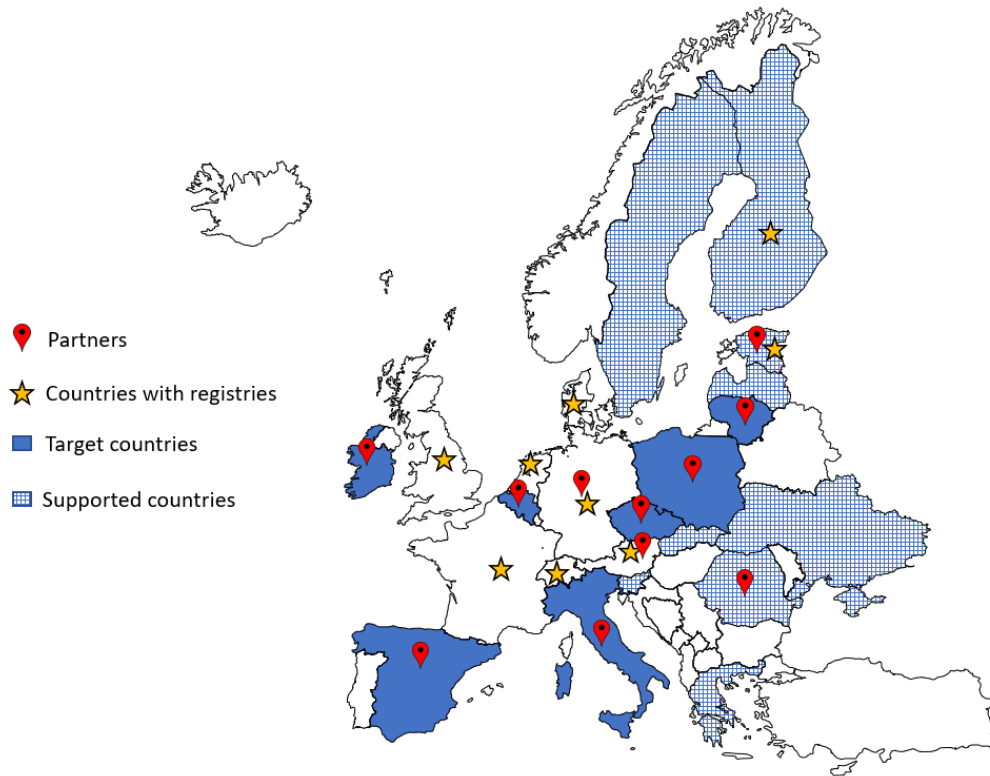 Partners
Countries with registries
Target countries
Supported countries